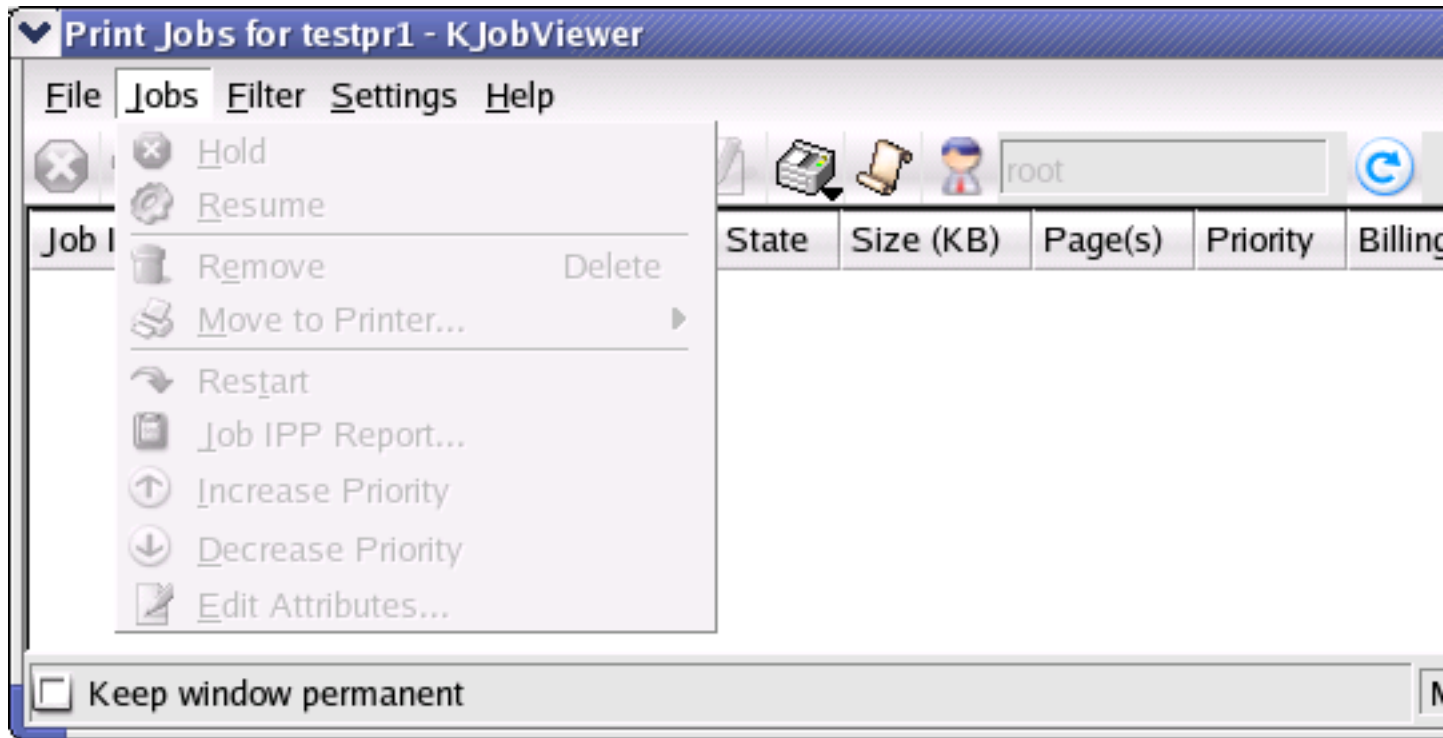 Print Jobs for testpr1 - KJobViewer
File Jobs Filter Settings Help
Hold
root
Resume
Job I State Size (KB) Page(s) Priority Billing
Remove Delete
Move to Printer...
Restart
Job IPP Report...
Increase Priority
Decrease Priority
Edit Attributes...
Keep window permanent